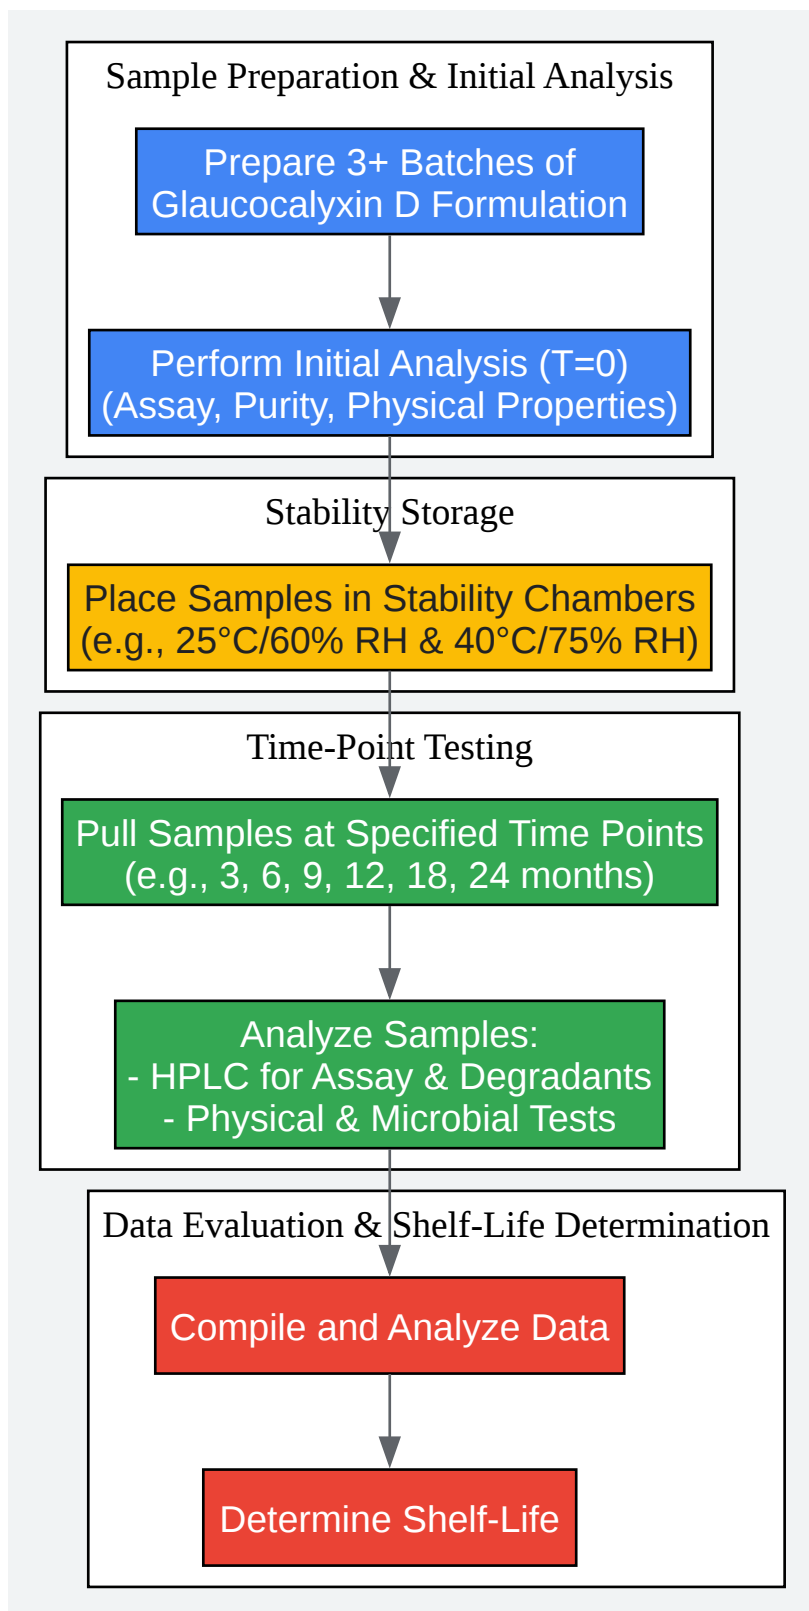 Sample Preparation & Initial Analysis
Prepare 3+ Batches of
Glaucocalyxin D Formulation
Perform Initial Analysis (T=0)
(Assay, Purity, Physical Properties)
Stability Storage
Place Samples in Stability Chambers
(e.g., 25°C/60% RH & 40°C/75% RH)
Time-Point Testing
Pull Samples at Specified Time Points
(e.g., 3, 6, 9, 12, 18, 24 months)
Analyze Samples:
- HPLC for Assay & Degradants
- Physical & Microbial Tests
Data Evaluation & Shelf-Life Determination
Compile and Analyze Data
Determine Shelf-Life